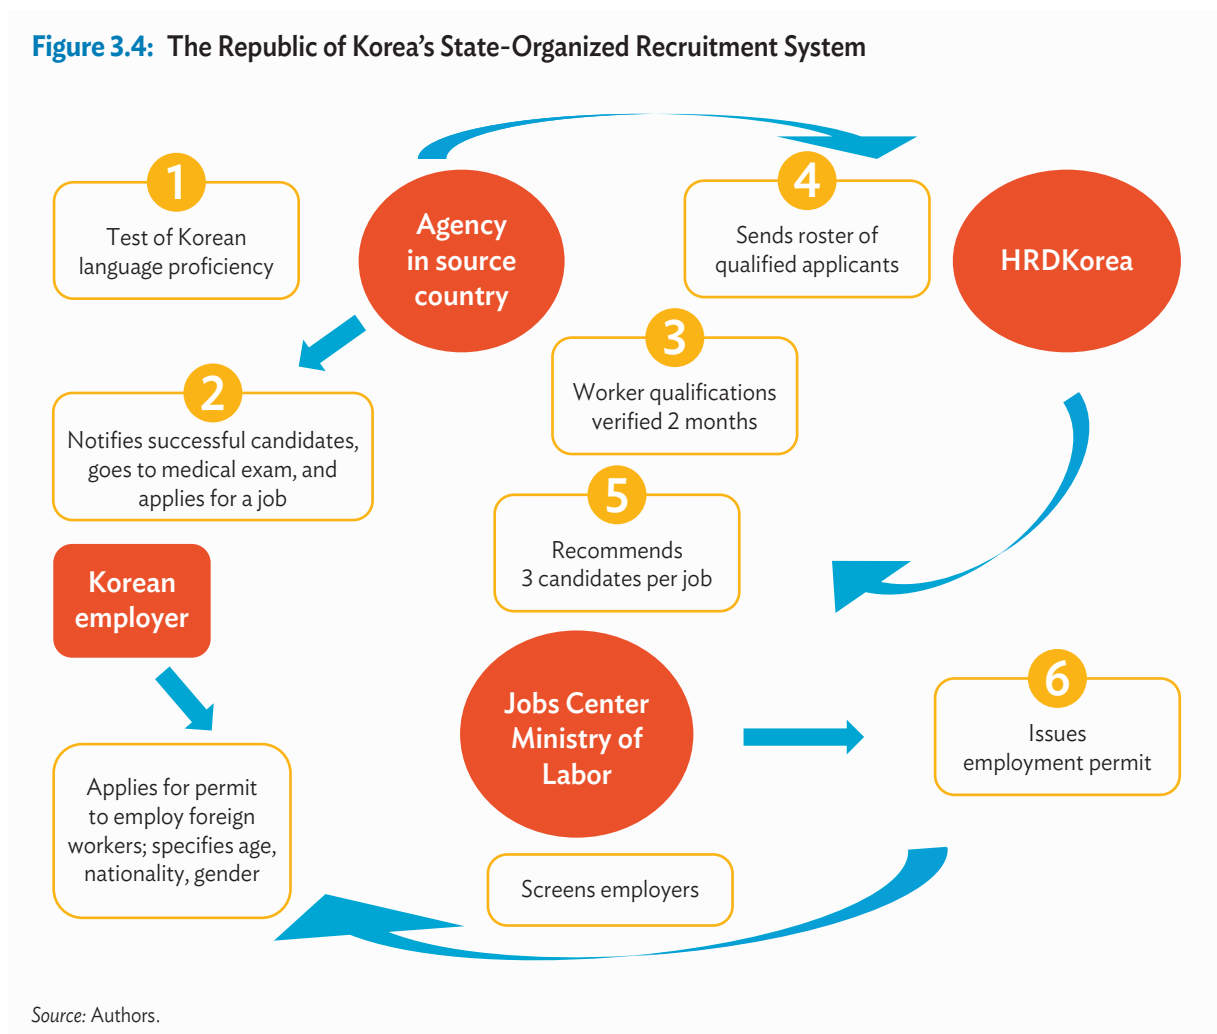 Figure 3.4: The Republic of Korea’s State-Organized Recruitment System
1
Test of Korean
language proficiency
Agency
in source
country
4
Sends roster of
qualified applicants
HRDKorea
3
Worker qualifications
verified 2 months
2
Notifies successful candidates,
goes to medical exam, and
applies for a job
5
Recommends
3 candidates per job
Korean
employer
Jobs Center
Ministry of
Labor
6
Issues
employment permit
Applies for permit
to employ foreign
workers; specifies age,
nationality, gender
Screens employers
Source: Authors.